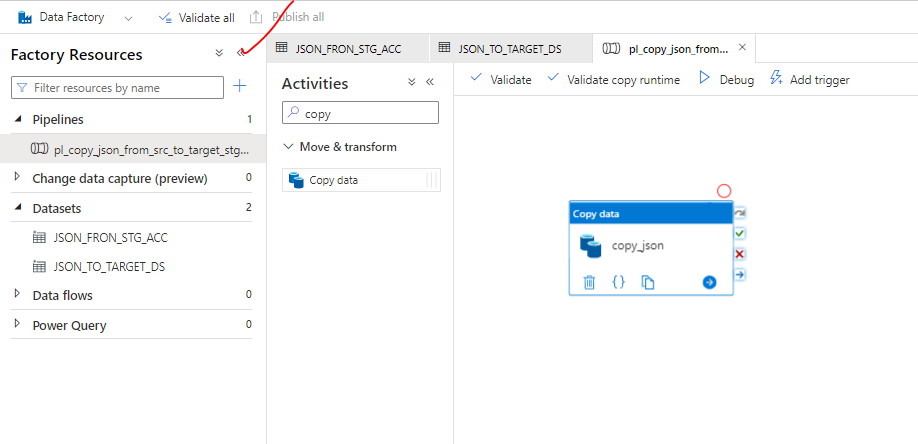 Data Factory
Validate all
Publish all
Factory Resources
Filter resources by name
Pipelines 1
pl_copy_json_from_src_to_target_stg...
Change data capture (preview) 0
Datasets 2
JSON_FRON_STG_ACC
JSON_TO_TARGET_DS
Data flows 0
Power Query 0
JSON_FRON_STG_ACC
JSON_TO_TARGET_DS
pl_copy_json_from...
Activities
copy
Move & transform
Copy data
Validate
Validate copy runtime
Debug
Add trigger
Copy data
copy_json